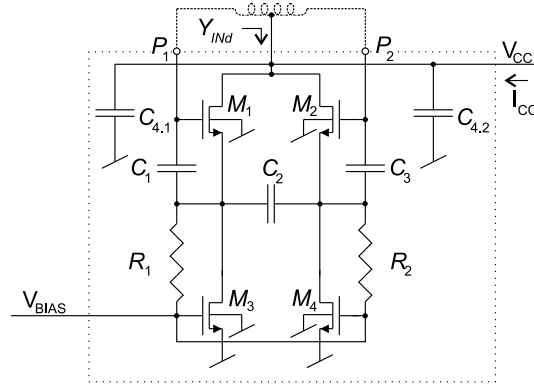 Y_INd
P_1 P_2
V_CC
I_CC
M_1 M_2
C_4.1 C_4.2
C_1 C_2 C_3
R_1 R_2
V_BIAS
M_3 M_4